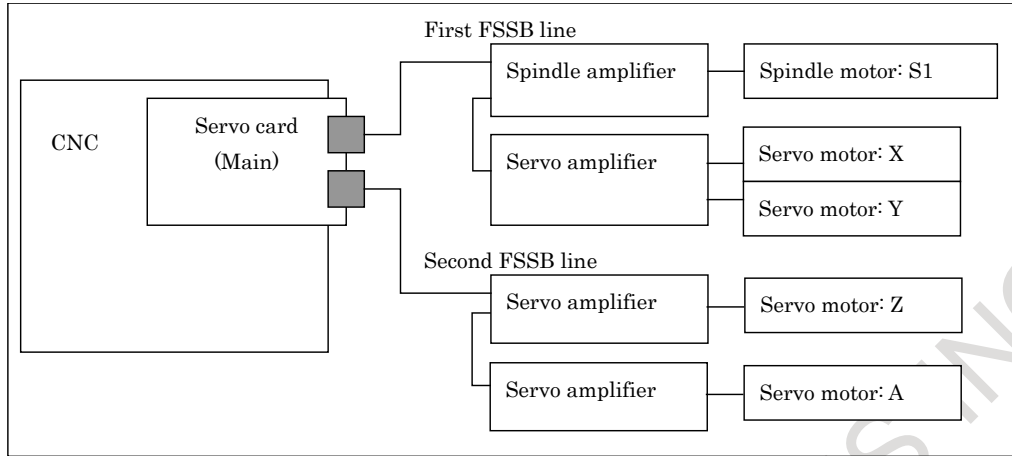 First FSSB line
Spindle amplifier
Spindle motor: S1
CNC
Servo card
(Main)
Servo amplifier
Servo motor: X
Servo motor: Y
Second FSSB line
Servo amplifier
Servo motor: Z
Servo amplifier
Servo motor: A